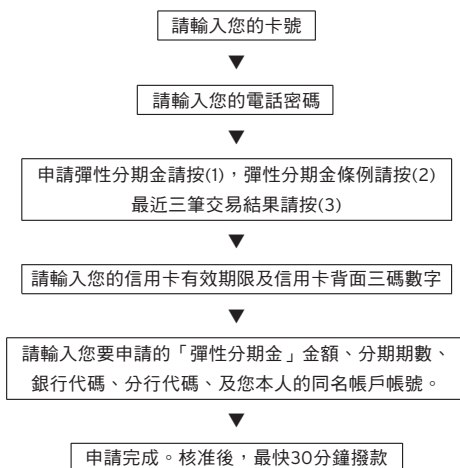 請輸入您的卡號
▼
請輸入您的電話密碼
▼
申請彈性分期金請按(1)，彈性分期金條例請按(2)
最近三筆交易結果請按(3)
▼
請輸入您的信用卡有效期限及信用卡背面三碼數字
▼
請輸入您要申請的「彈性分期金」金額、分期期數、
銀行代碼、分行代碼、及您本人的同名帳戶帳號。
▼
申請完成。核准後，最快30分鐘撥款